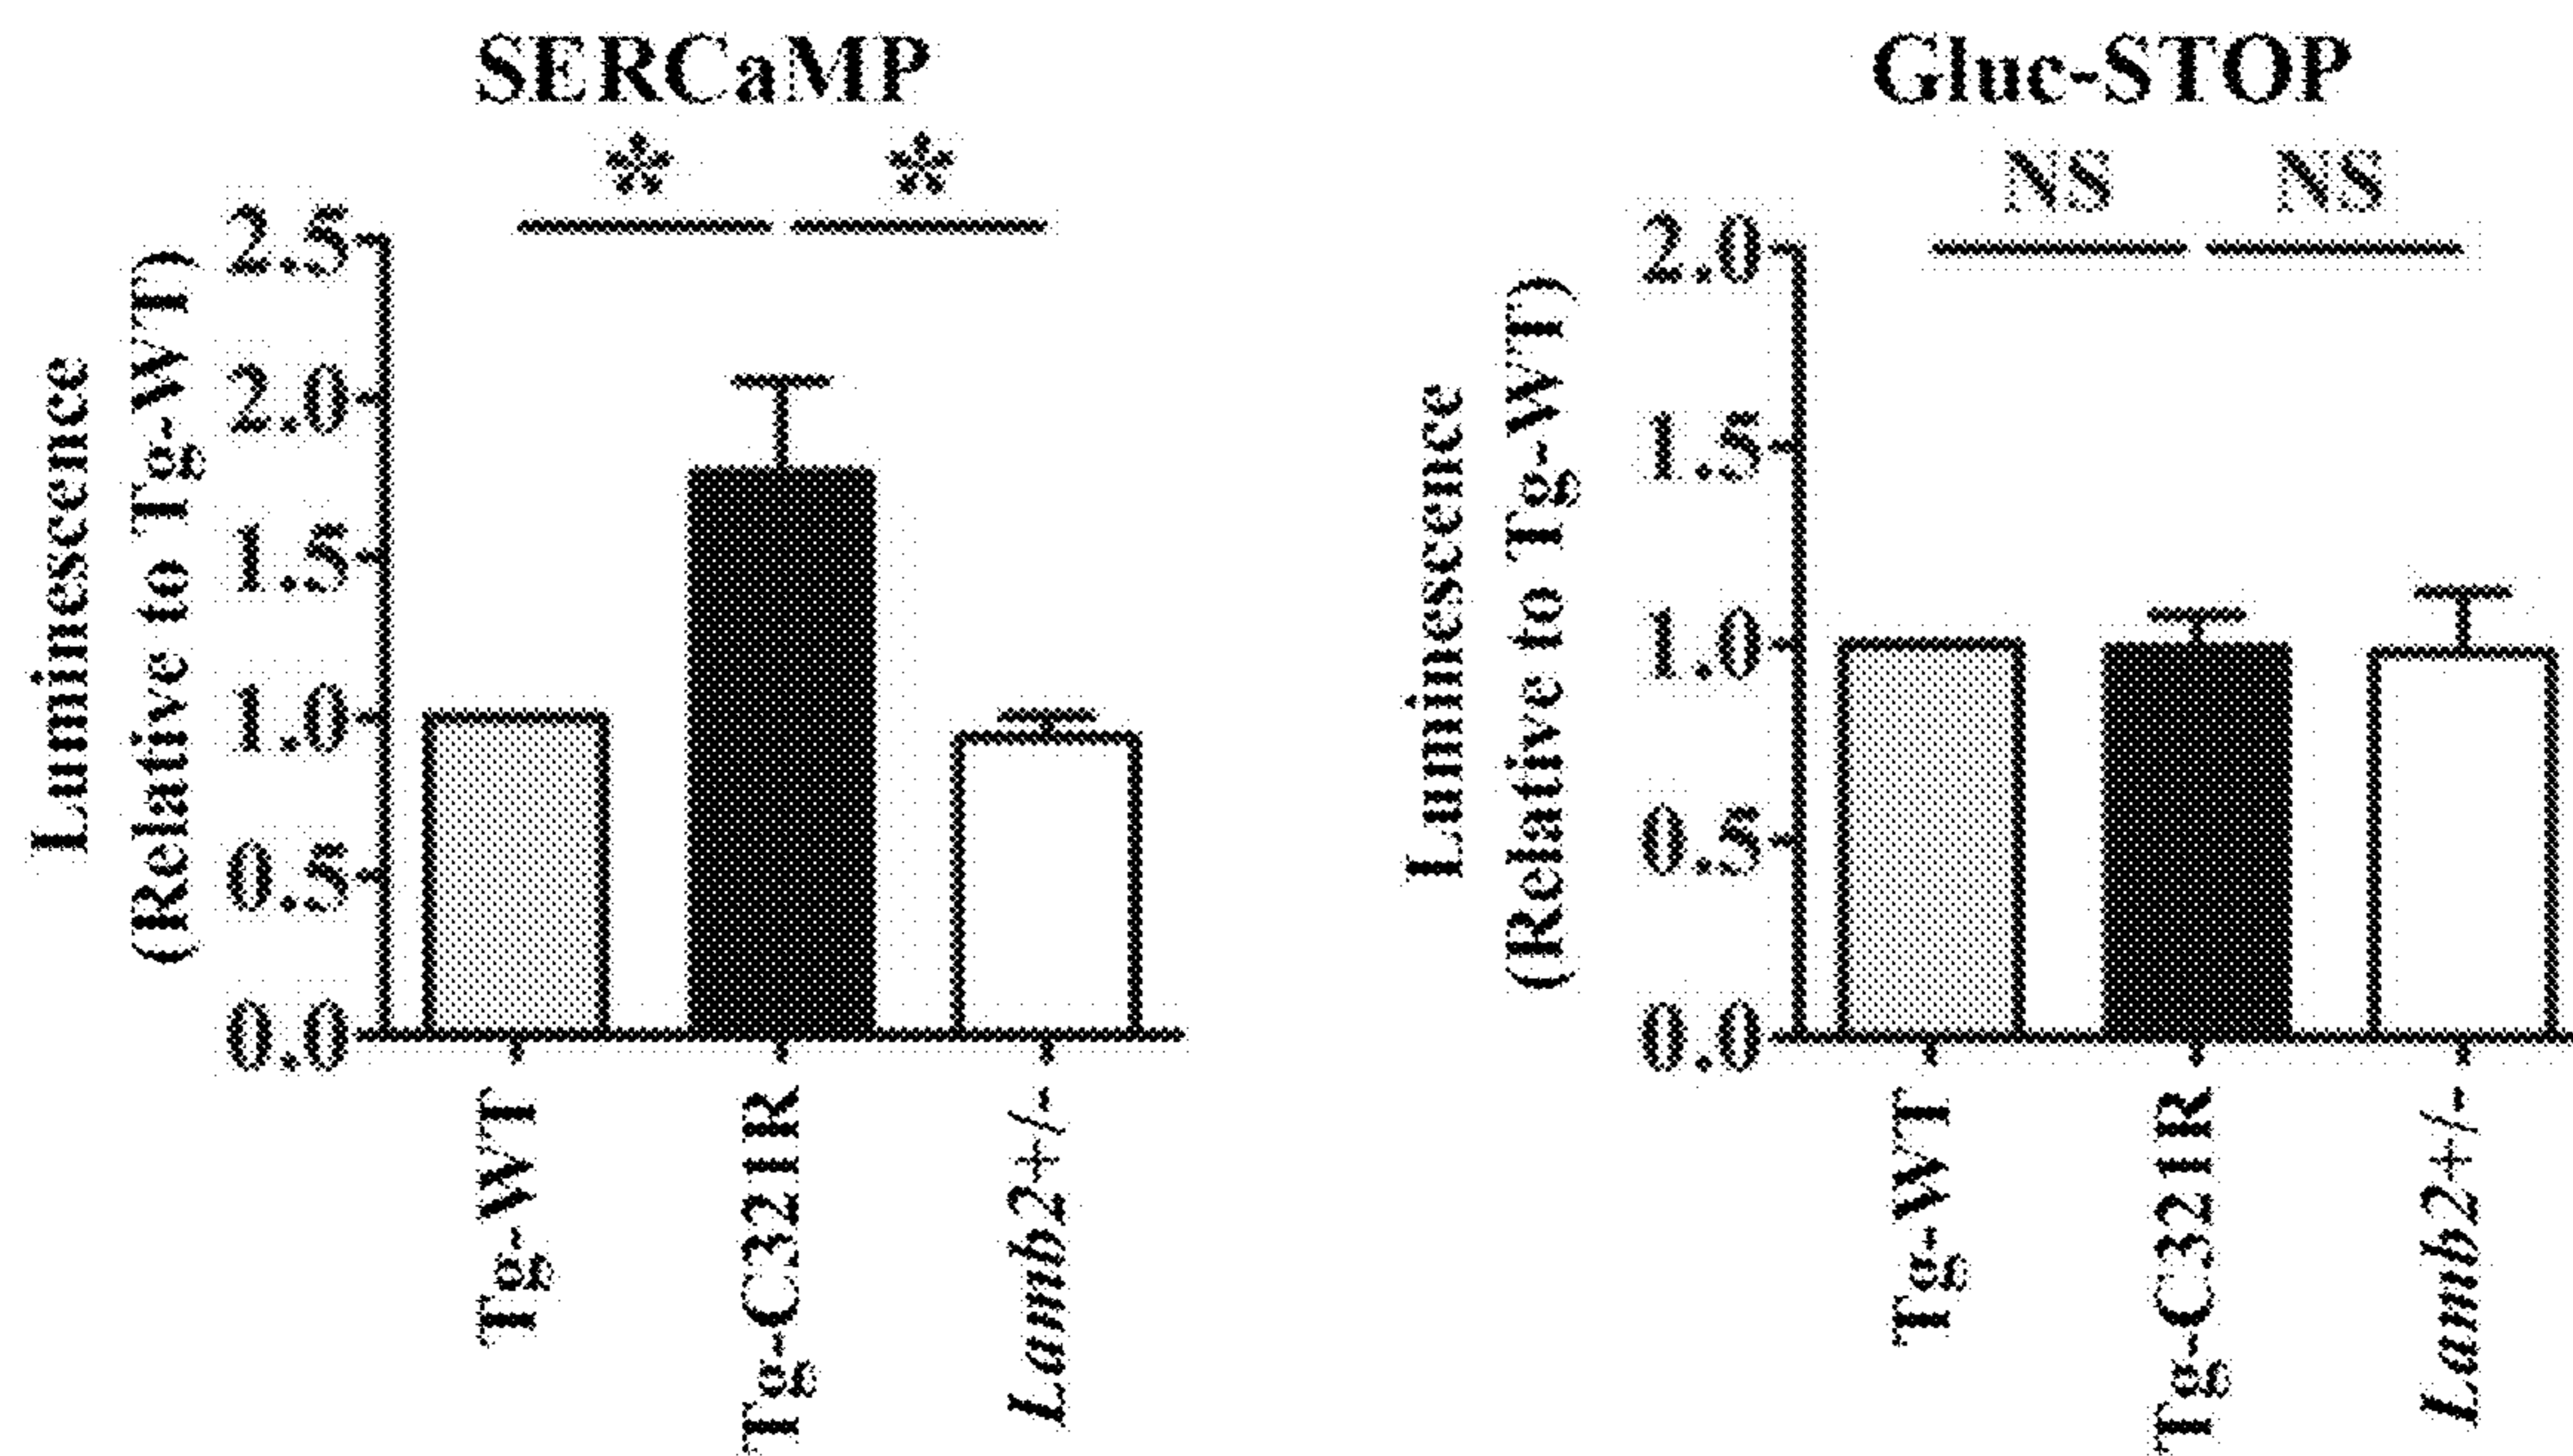 SERCaMP
* *
Luminescence
(Relative to Tg-WT)
2.5
2.0
1.5
1.0
0.5
0.0
Tg-WT
Tg-C321R
Lamb2+/-
Gluc-STOP
NS NS
Luminescence
(Relative to Tg-WT)
2.0
1.5
1.0
0.5
0.0
Tg-WT
Tg-C321R
Lamb2+/-